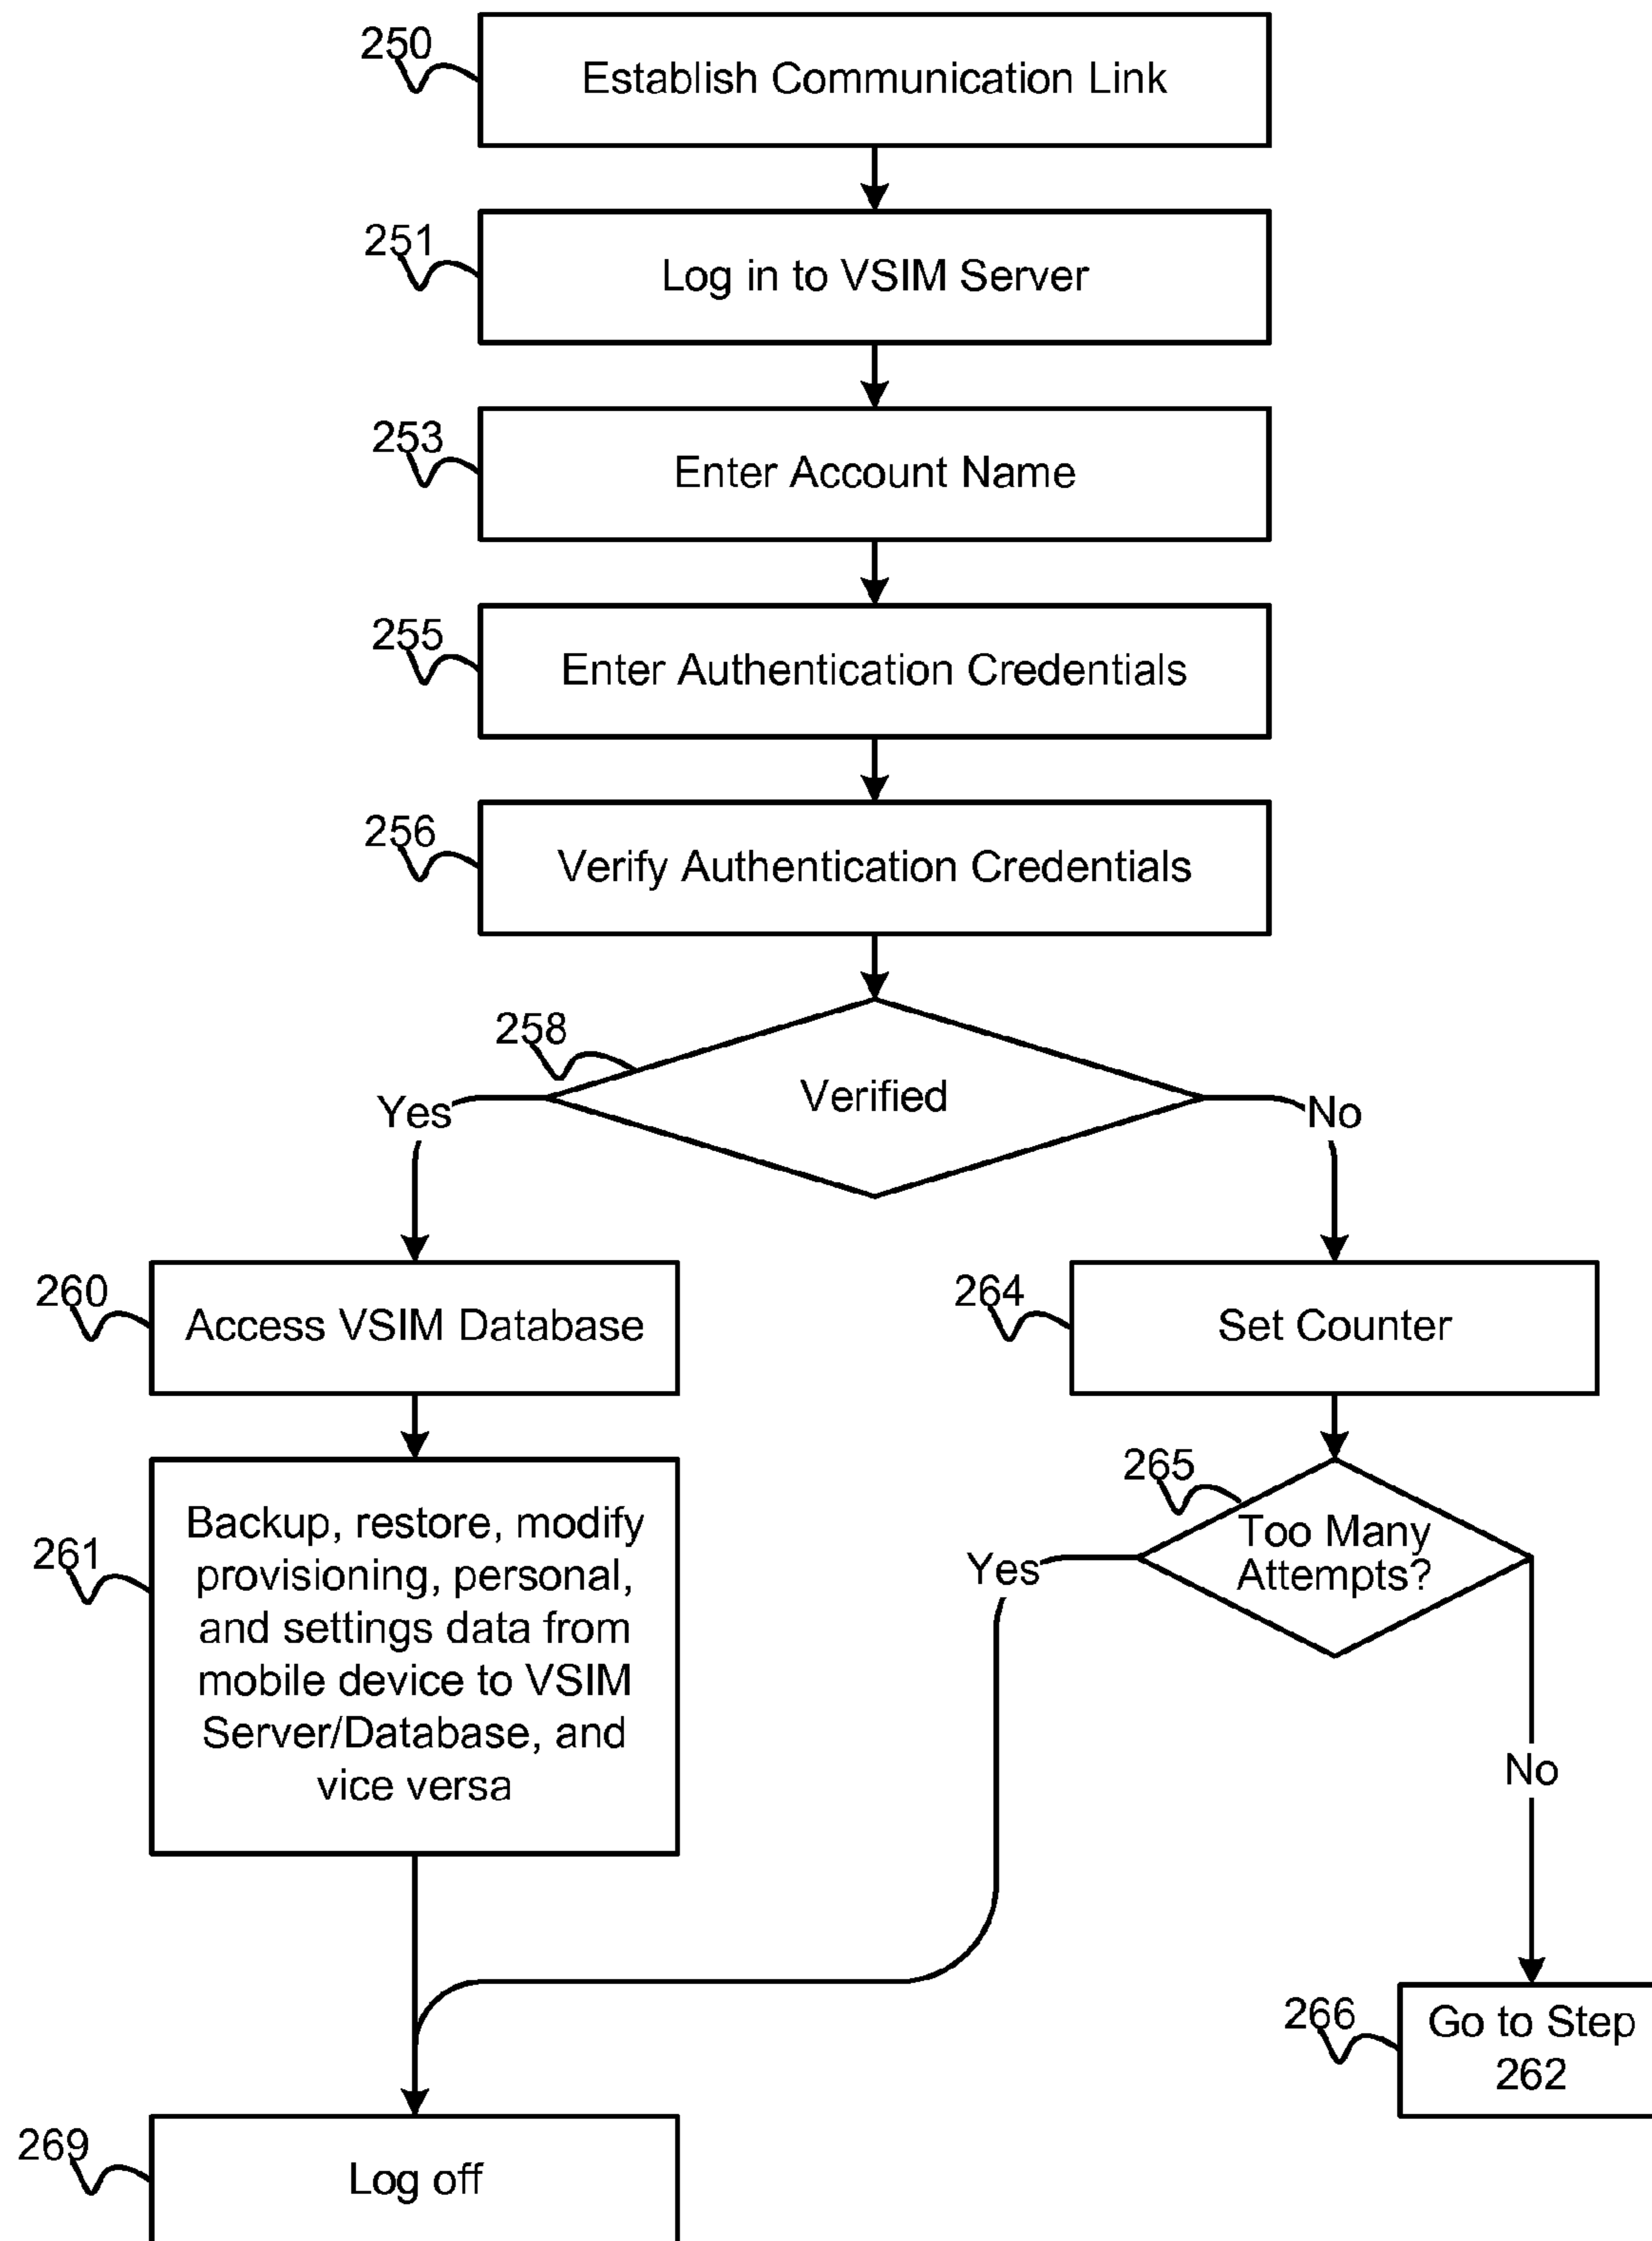 250
Establish Communication Link
251
Log in to VSIM Server
253
Enter Account Name
255
Enter Authentication Credentials
256
Verify Authentication Credentials
258
Verified
Yes
No
260
Access VSIM Database
264
Set Counter
261
Backup, restore, modify
provisioning, personal,
and settings data from
mobile device to VSIM
Server/Database, and
vice versa
265
Too Many
Attempts?
Yes
No
266
Go to Step
262
269
Log off